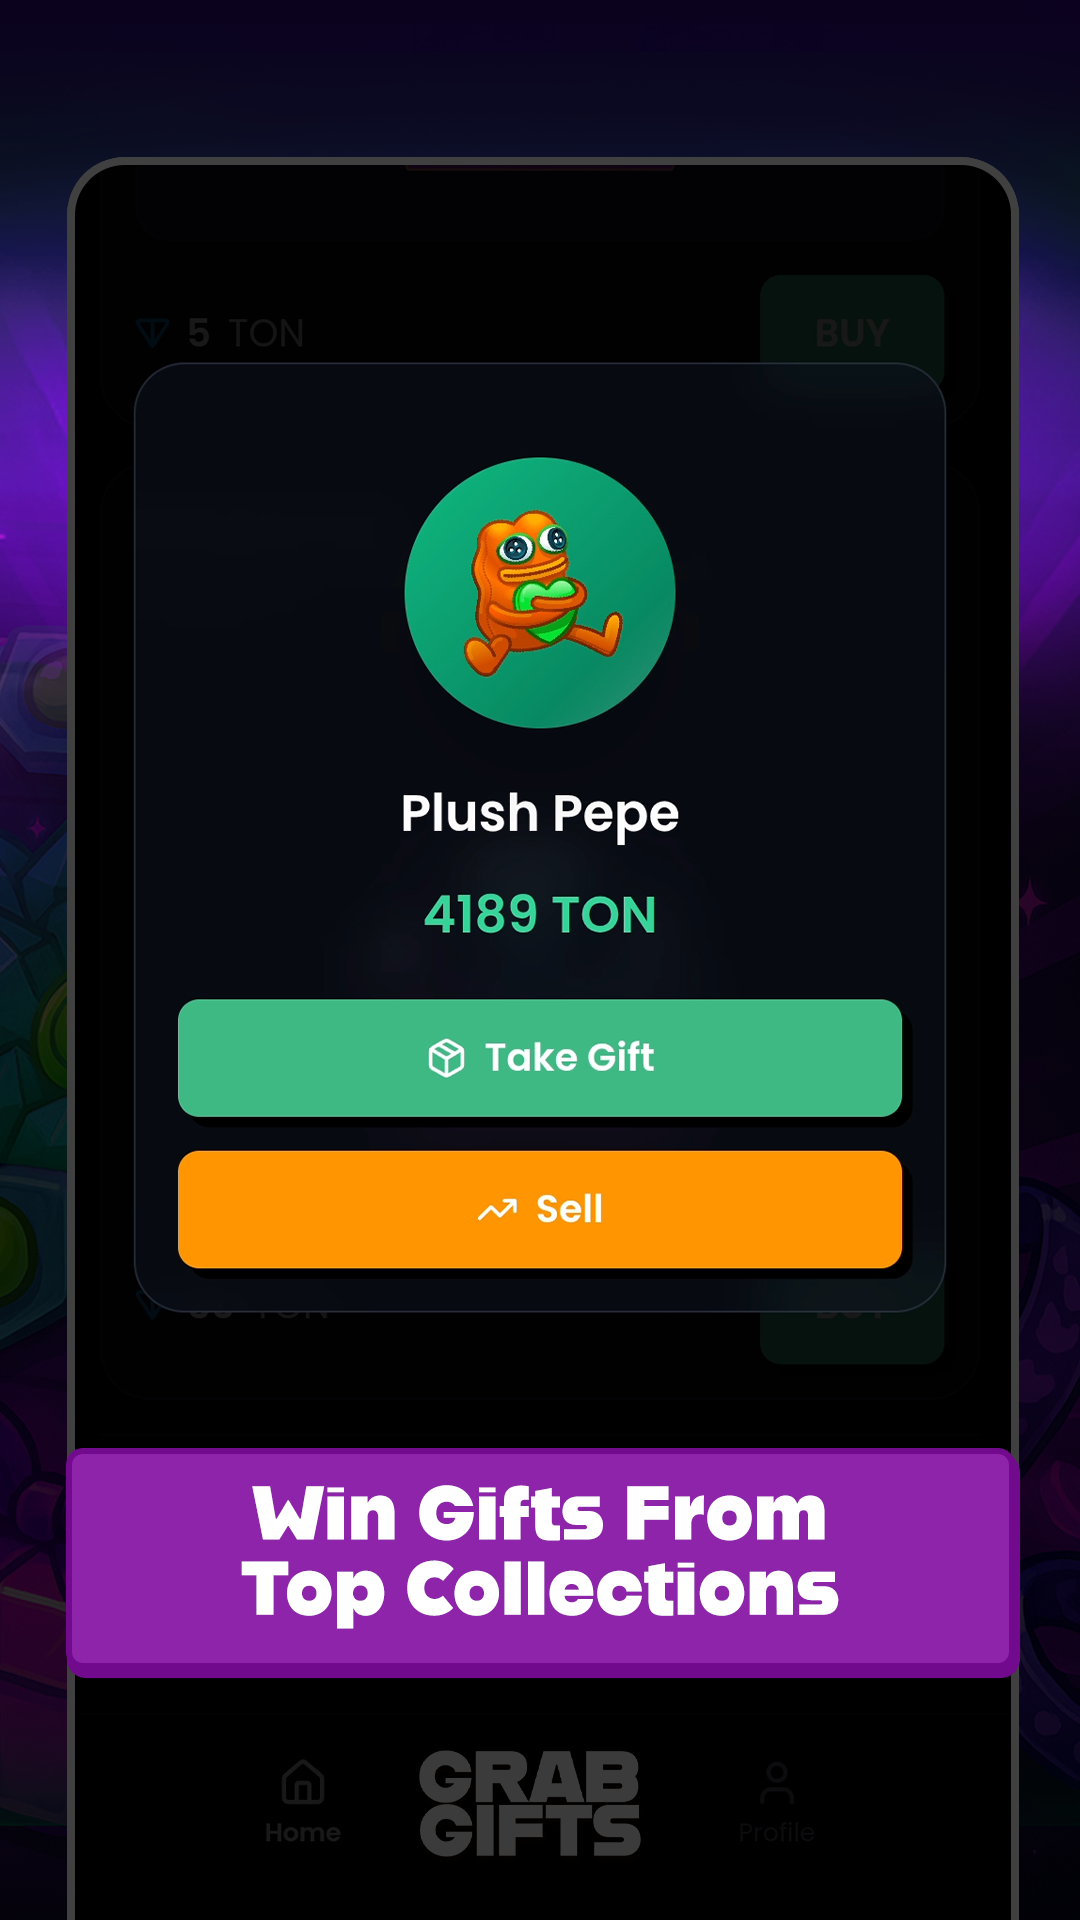 5 TON
BUY
Plush Pepe
4189 TON
Take Gift
Sell
TON
BUY
Win Gifts From
Top Collections
GRAB
GIFTS
Home
Profile